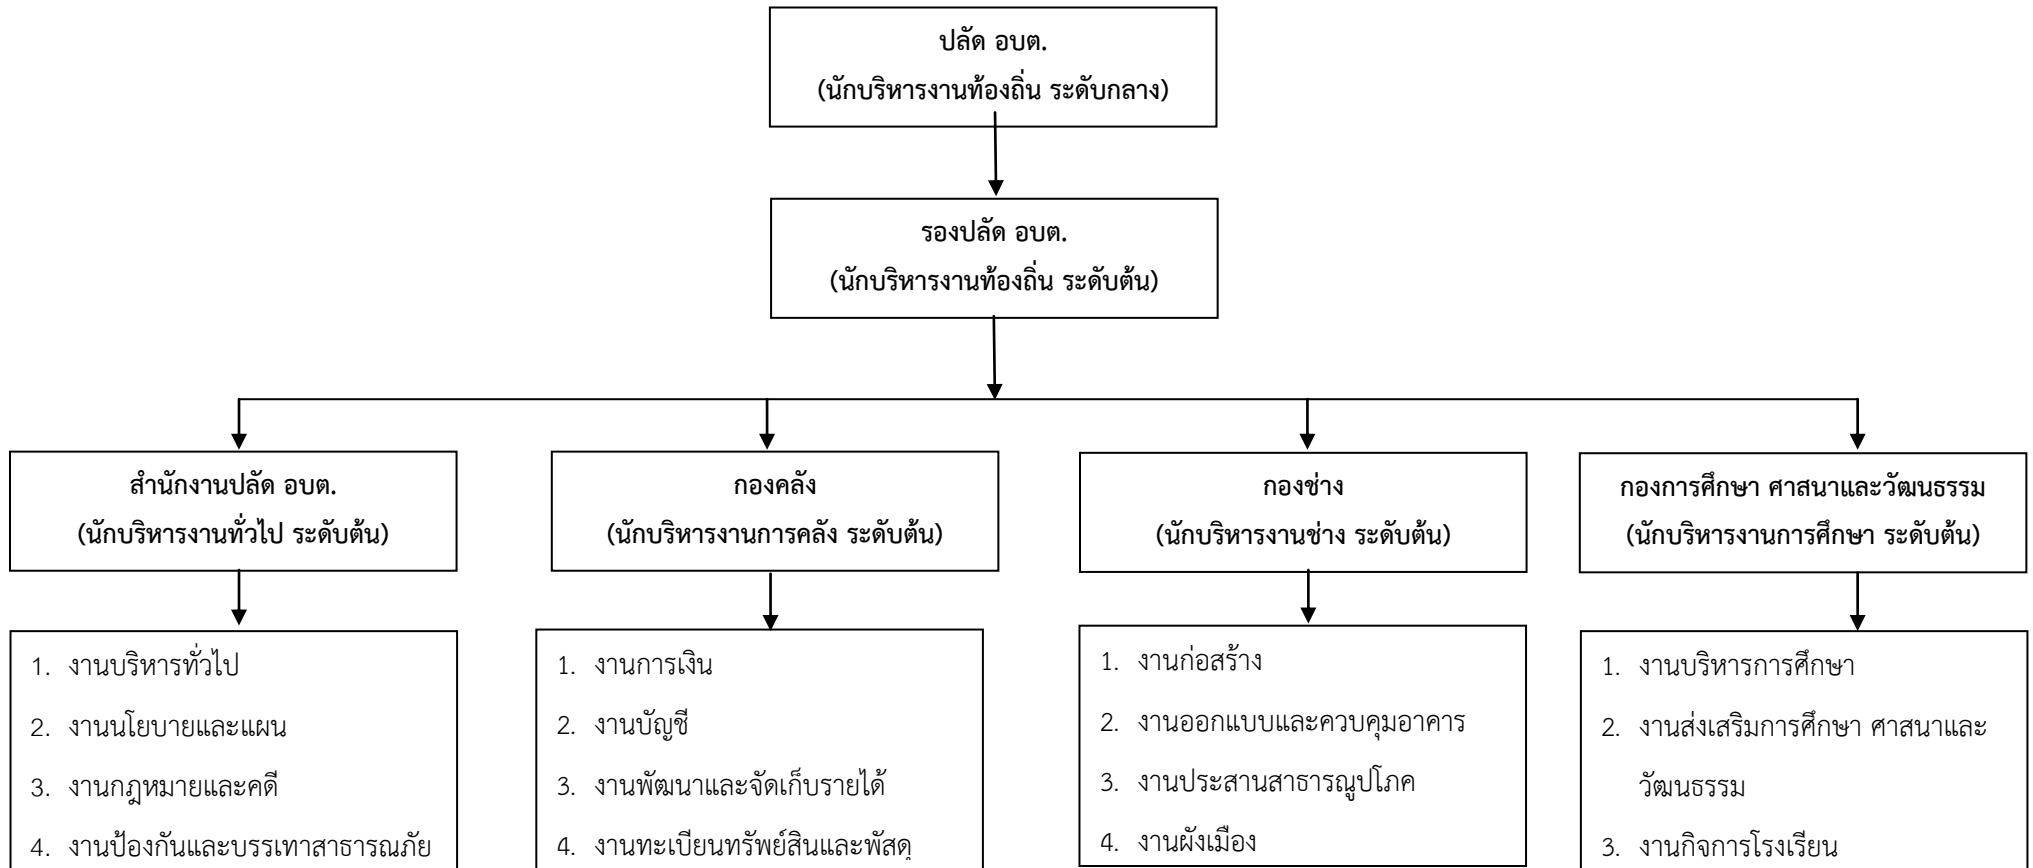 ปลัด อบต.
(นักบริหารงานท้องถิ่น ระดับกลาง)
รองปลัด อบต.
(นักบริหารงานท้องถิ่น ระดับต้น)
สำนักงานปลัด อบต.
(นักบริหารงานทั่วไป ระดับต้น)
กองคลัง
(นักบริหารงานการคลัง ระดับต้น)
กองช่าง
(นักบริหารงานช่าง ระดับต้น)
กองการศึกษา ศาสนาและวัฒนธรรม
(นักบริหารงานการศึกษา ระดับต้น)
1. งานบริหารทั่วไป
2. งานนโยบายและแผน
3. งานกฎหมายและคดี
4. งานป้องกันและบรรเทาสาธารณภัย
1. งานการเงิน
2. งานบัญชี
3. งานพัฒนาและจัดเก็บรายได้
4. งานทะเบียนทรัพย์สินและพัสดุ
1. งานก่อสร้าง
2. งานออกแบบและควบคุมอาคาร
3. งานประสานสาธารณูปโภค
4. งานผังเมือง
1. งานบริหารการศึกษา
2. งานส่งเสริมการศึกษา ศาสนาและ
วัฒนธรรม
3. งานกิจการโรงเรียน